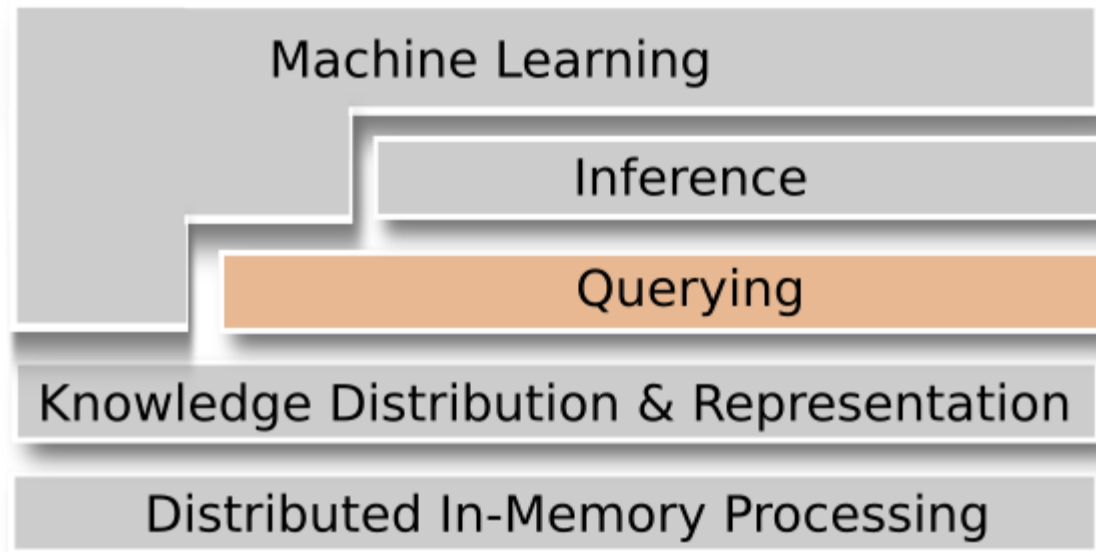 Machine Learning
Inference
Querying
Knowledge Distribution & Representation
Distributed In-Memory Processing